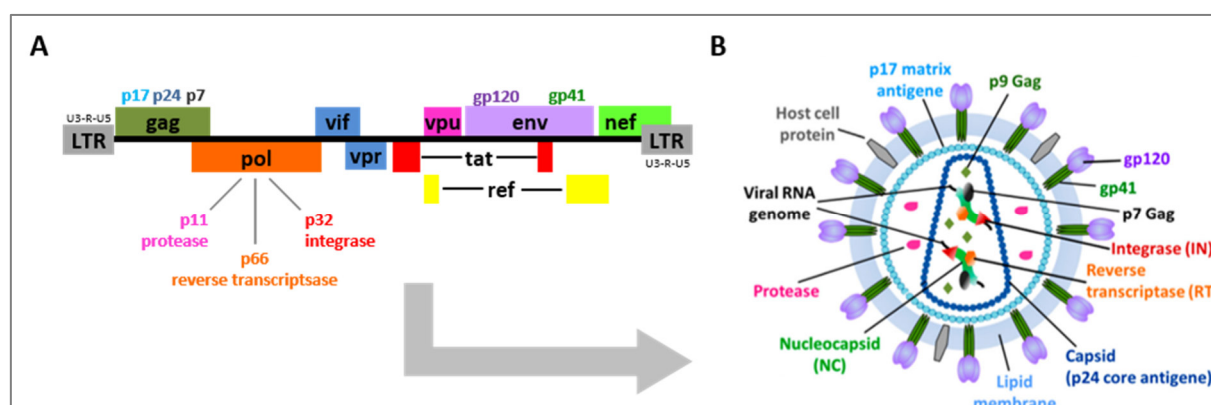 A
p17 p24 p7
gp120
gp41
U3-R-U5
LTR
gag
vif
vpu
env
nef
LTR
pol
vpr
tat
U3-R-U5
ref
p11
protease
p32
integrase
p66
reverse transcriptsase
B
p17 matrix
antigene
p9 Gag
Host cell
protein
gp120
gp41
Viral RNA
genome
p7 Gag
Integrase (IN)
Protease
Reverse
transcriptase (RT
Nucleocapsid
(NC)
Capsid
(p24 core antigene)
Lipid
membrane